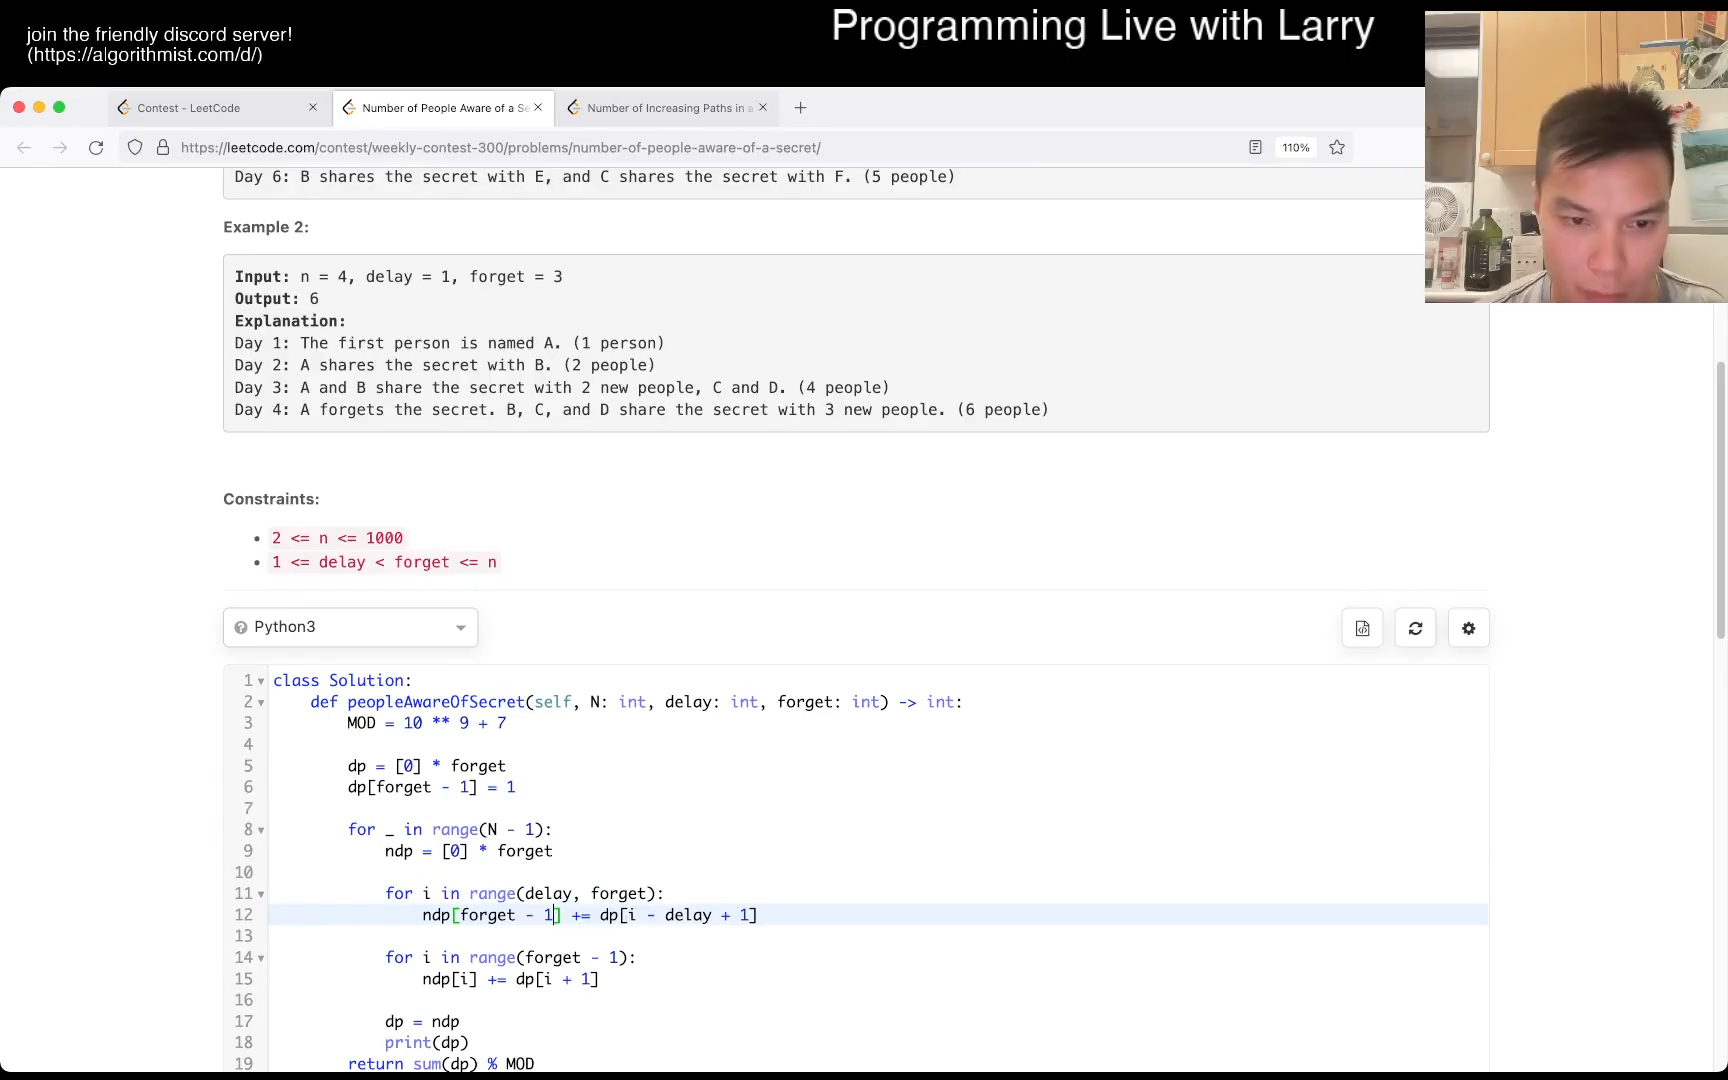 join the friendly discord server!
(https://algorithmist.com/d/)
Programming Live with Larry
Contest - LeetCode
Number of People Aware of a Se
Number of Increasing Paths in a
https://leetcode.com/contest/weekly-contest-300/problems/number-of-people-aware-of-a-secret/
110%
Day 6: B shares the secret with E, and C shares the secret with F. (5 people)
Example 2:
Input: n = 4, delay = 1, forget = 3
Output: 6
Explanation:
Day 1: The first person is named A. (1 person)
Day 2: A shares the secret with B. (2 people)
Day 3: A and B share the secret with 2 new people, C and D. (4 people)
Day 4: A forgets the secret. B, C, and D share the secret with 3 new people. (6 people)
Constraints:
• 2 <= n <= 1000
• 1 <= delay < forget <= n
Python3
1 class Solution:
2 def peopleAwareOfSecret(self, N: int, delay: int, forget: int) -> int:
3 MOD = 10 ** 9 + 7
4
5 dp = [0] * forget
6 dp[forget - 1] = 1
7
8 for _ in range(N - 1):
9 ndp = [0] * forget
10
11 for i in range(delay, forget):
12 ndp[forget - 1] += dp[i - delay + 1]
13
14 for i in range(forget - 1):
15 ndp[i] += dp[i + 1]
16
17 dp = ndp
18 print(dp)
19 return sum(dp) % MOD